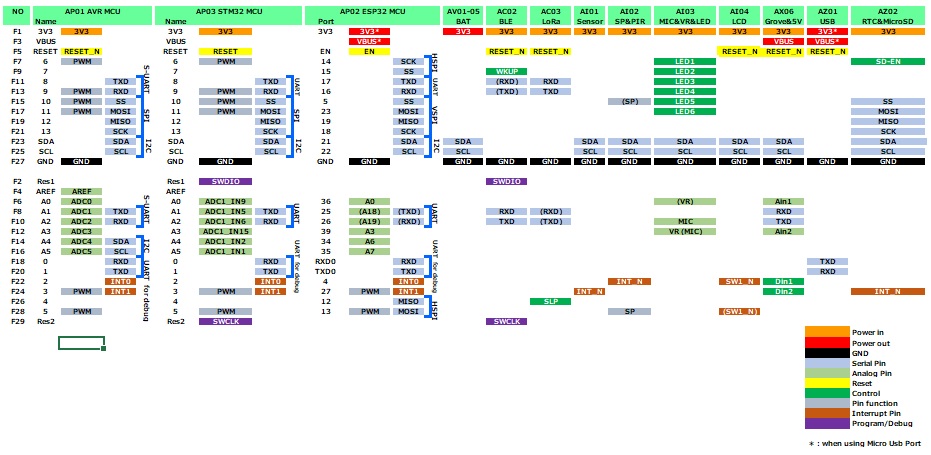 NO AP01 AVR MCU AP03 STM32 MCU AP02 ESP32 MCU AV01-05 AC02 AC03 AI01 AI02 AI03 AI04 AX06 AZ01 AZ02
Name Name Port BAT BLE LoRa Sensor SP&PIR MIC&VR&LED LCD Grove&SV USB RTC&MicroSD
F1 3V3 3V3 3V3 3V3 3V3 3V3* 3V3 3V3 3V3 3V3 3V3 3V3 3V3 3V3 3V3* 3V3
F3 VBUS VBUS VBUS* VBUS VBUS*
F5 RESET RESET_N RESET RESET EN EN RESET_N RESET_N RESET_N RESET_N RESET_N
F7 6 PWM 6 PWM 14 SCK LED1 SD-EN
F9 7 7 15 SS WKUP LED2
F11 8 TXD 8 TXD 17 TXD (RXD) RXD LED3
F13 9 PWM RXD 9 PWM RXD 16 RXD (TXD) TXD LED4
F15 10 PWM SS 10 PWM SS 5 SS (SP) LED5 SS
F17 11 PWM MOSI 11 PWM MOSI 23 MOSI LED6 MOSI
F19 12 MISO 12 MISO 19 MISO MISO
F21 13 SCK 13 SCK 18 SCK SCK
F23 SDA SDA SDA SDA 21 SDA SDA SDA SDA SDA SDA SDA SDA
F25 SCL SCL SCL SCL 22 SCL SCL SCL SCL SCL SCL SCL SCL
F27 GND GND GND GND GND GND GND GND GND GND GND GND GND GND GND GND
S-UART SPI I2C
UART SPI I2C
HSPI UART VSPI I2C
F2 Res1 Res1 SWDIO SWDIO
F4 AREF AREF AREF
F6 A0 ADC0 A0 ADC1_IN9 36 A0 (VR) Ain1
F8 A1 ADC1 TXD A1 ADC1_IN5 TXD 25 (A18) (TXD) RXD (RXD) RXD
F10 A2 ADC2 RXD A2 ADC1_IN6 RXD 26 (A19) (RXD) TXD (TXD) MIC TXD
F12 A3 ADC3 A3 ADC1_IN15 39 A3 VR (MIC) Ain2
F14 A4 ADC4 SDA A4 ADC1_IN2 34 A6
F16 A5 ADC5 SCL A5 ADC1_IN1 35 A7
F18 0 RXD 0 RXD RXD0 RXD TXD
F20 1 TXD 1 TXD TXD0 TXD RXD
F22 2 INT0 2 INT0 4 INT0 INT_N SW1_N Din1
F24 3 PWM INT1 3 PWM INT1 27 PWM INT1 INT_N Din2 INT_N
F26 4 4 12 MISO SLP
F28 5 PWM 5 PWM 13 PWM MOSI SP (SW1_N)
F29 Res2 Res2 SWCLK SWCLK
S-UART I2C UART for debug
UART UART for debug
UART UART for debug HSPI
Power in
Power out
GND
Serial Pin
Analog Pin
Reset
Control
Pin function
Interrupt Pin
Program/Debug
* : when using Micro Usb Port